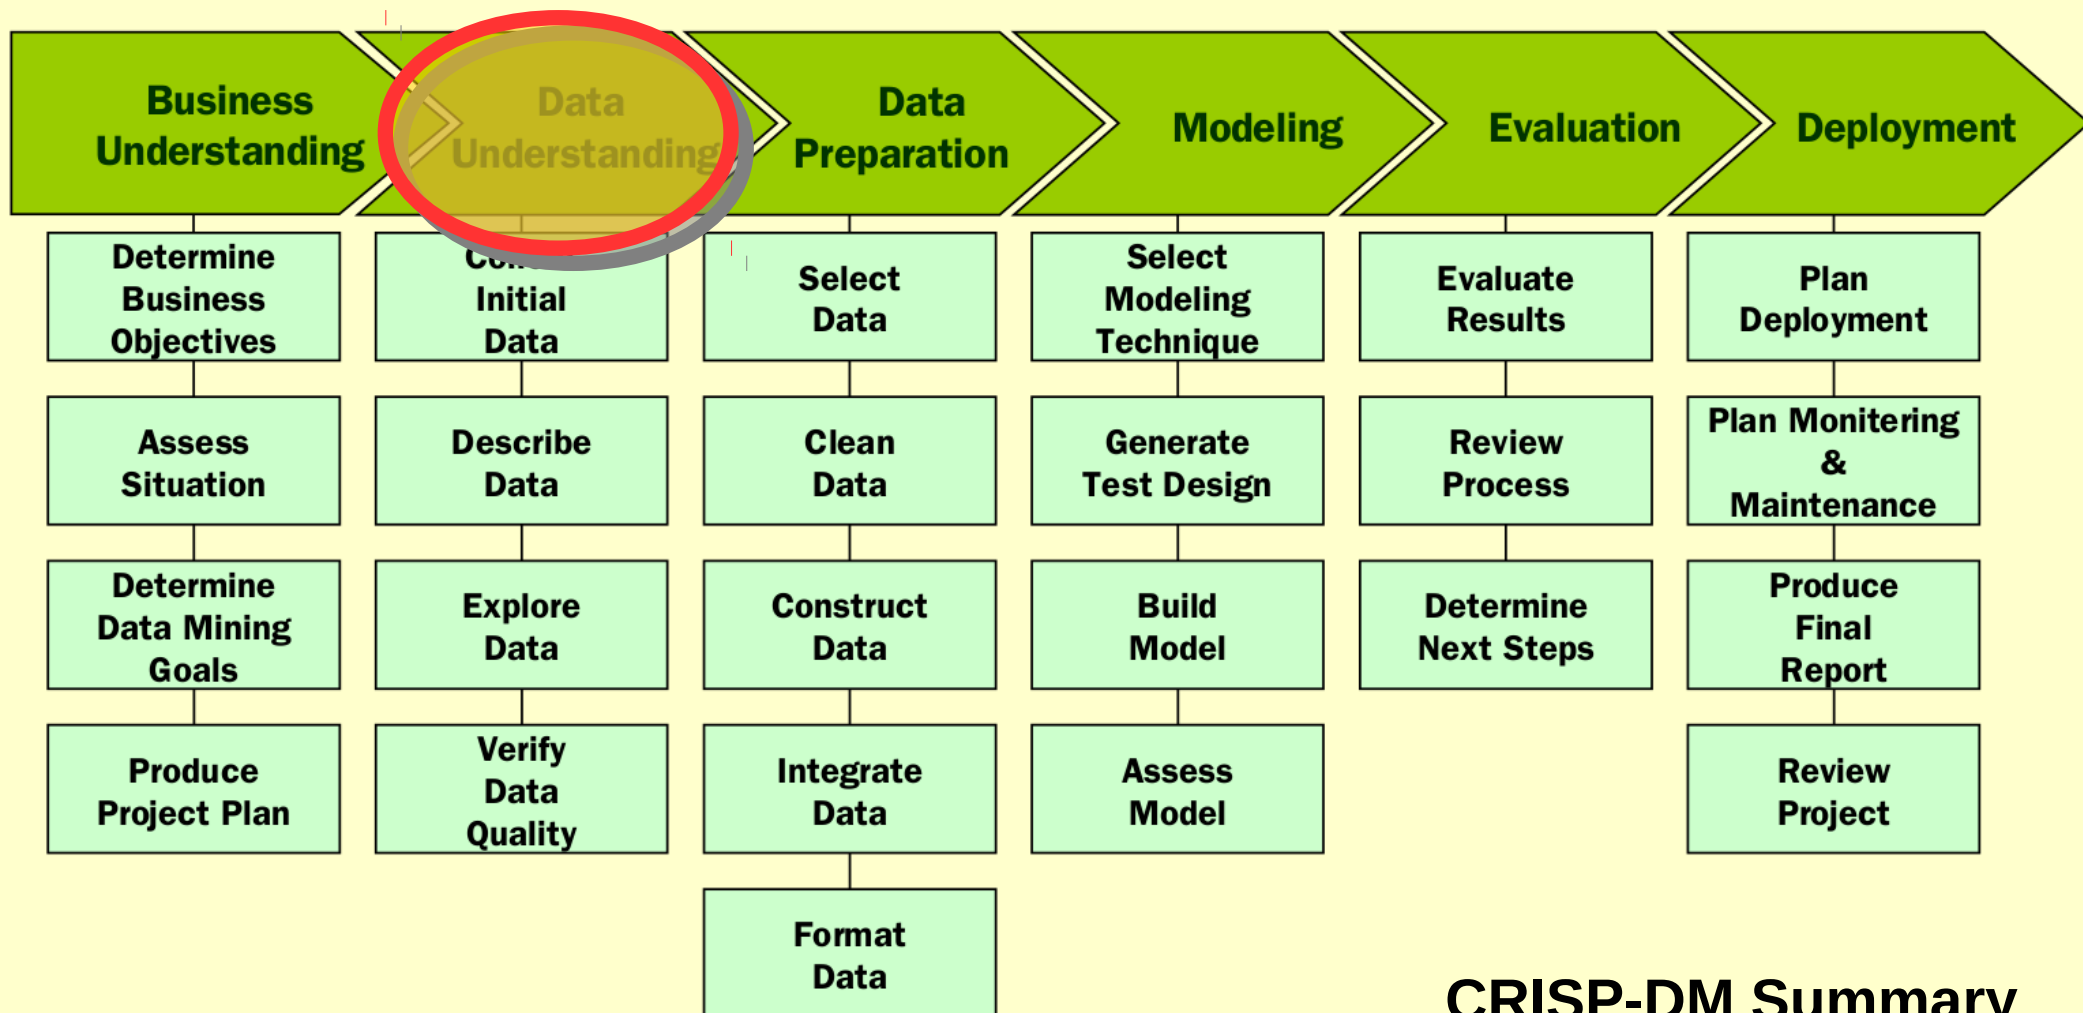 Business
Understanding
Data
Understanding
Data
Preparation
Modeling
Evaluation
Deployment
Determine
Business
Objectives
Assess
Situation
Determine
Data Mining
Goals
Produce
Project Plan
Initial
Data
Describe
Data
Explore
Data
Verify
Data
Quality
Select
Data
Clean
Data
Construct
Data
Integrate
Data
Format
Data
Select
Modeling
Technique
Generate
Test Design
Build
Model
Assess
Model
Evaluate
Results
Review
Process
Determine
Next Steps
Plan
Deployment
Plan Monitering
&
Maintenance
Produce
Final
Report
Review
Project
CRISP-DM Summary